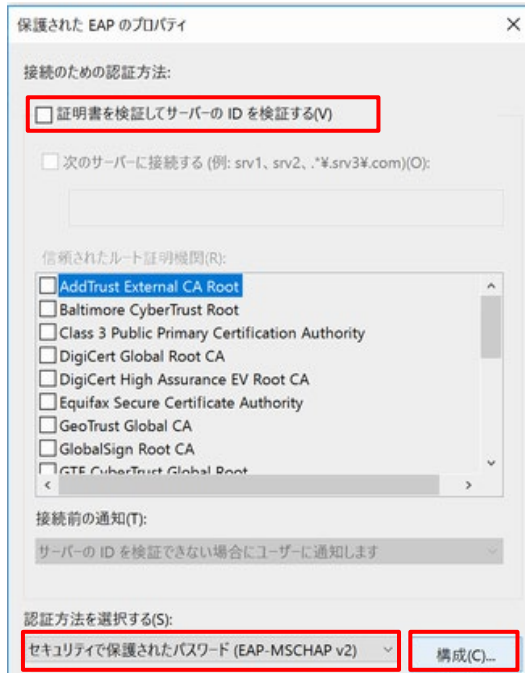 保護された EAP のプロパティ
接続のための認証方法:
証明書を検証してサーバーの ID を検証する(V)
次のサーバーに接続する (例: srv1、srv2、.*¥.srv3¥.com)(O):
信頼されたルート証明機関(R):
AddTrust External CA Root
Baltimore CyberTrust Root
Class 3 Public Primary Certification Authority
DigiCert Global Root CA
DigiCert High Assurance EV Root CA
Equifax Secure Certificate Authority
GeoTrust Global CA
GlobalSign Root CA
GTE CyberTrust Global Root
接続前の通知(T):
サーバーの ID を検証できない場合にユーザーに通知します
認証方法を選択する(S):
セキュリティで保護されたパスワード (EAP-MSCHAP v2)
構成(C)...